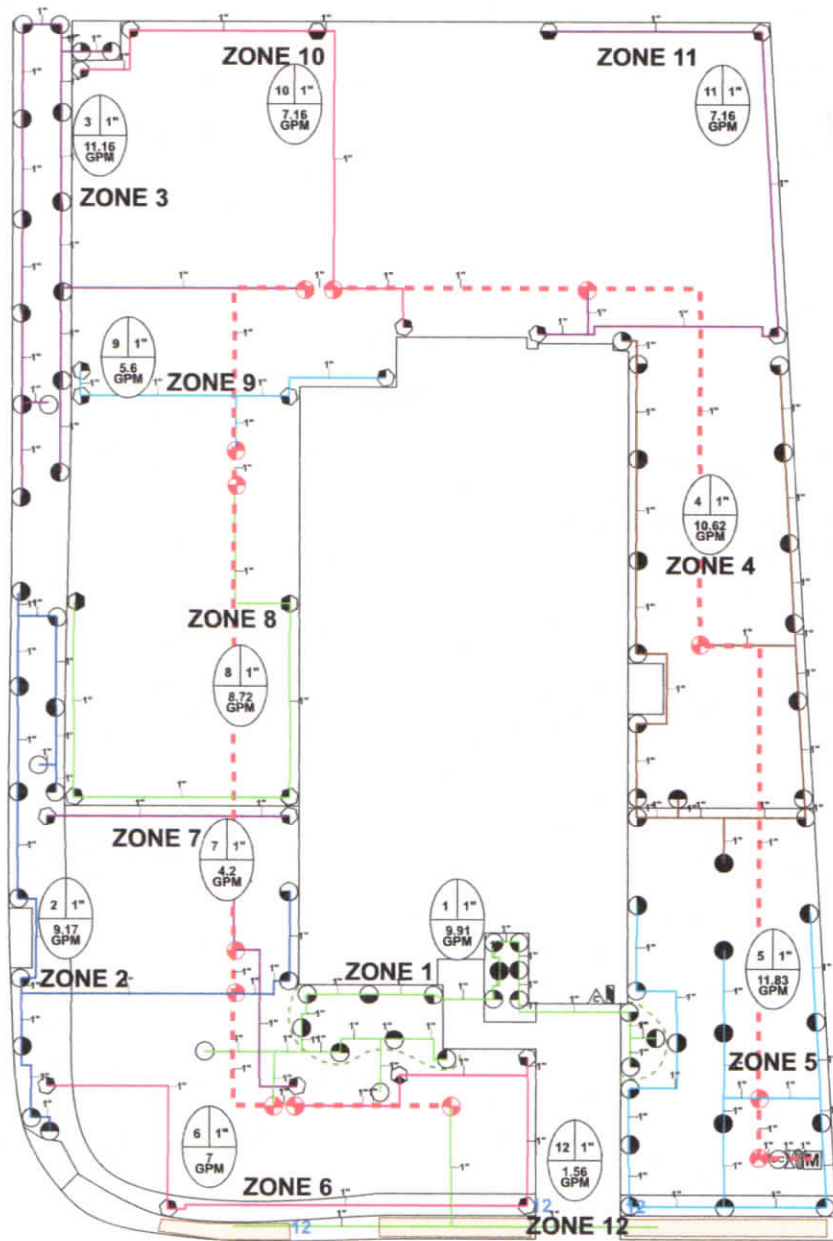 ZONE 10
ZONE 11
10 1"
7.16
GPM
11 1"
7.16
GPM
3 1"
11.16
GPM
ZONE 3
9 1"
5.6
GPM
ZONE 9
4 1"
10.62
GPM
ZONE 4
ZONE 8
8 1"
8.72
GPM
ZONE 7
7 1"
4.2
GPM
2 1"
9.17
GPM
1 1"
9.91
GPM
5 1"
11.83
GPM
ZONE 2
ZONE 1
ZONE 5
6 1"
7
GPM
12 1"
1.56
GPM
ZONE 6
12
12
12
ZONE 12